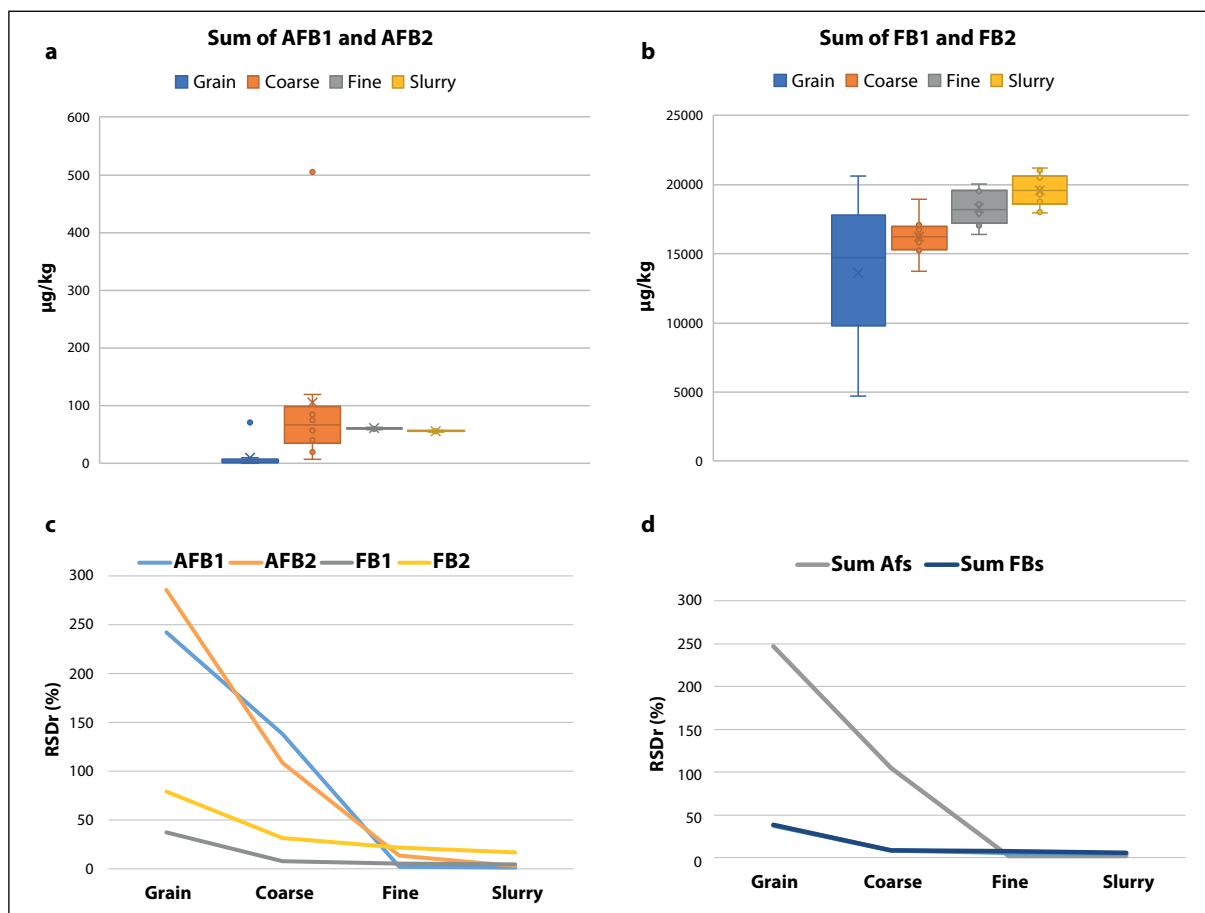 a
Sum of AFB1 and AFB2
Grain Coarse Fine Slurry
600
500
400
300
200
100
0
µg/kg
b
Sum of FB1 and FB2
Grain Coarse Fine Slurry
25000
20000
15000
10000
5000
0
µg/kg
c
AFB1 AFB2 FB1 FB2
300
250
200
150
100
50
0
RSDr (%)
Grain Coarse Fine Slurry
d
Sum Afs Sum FBs
300
250
200
150
100
50
0
RSDr (%)
Grain Coarse Fine Slurry